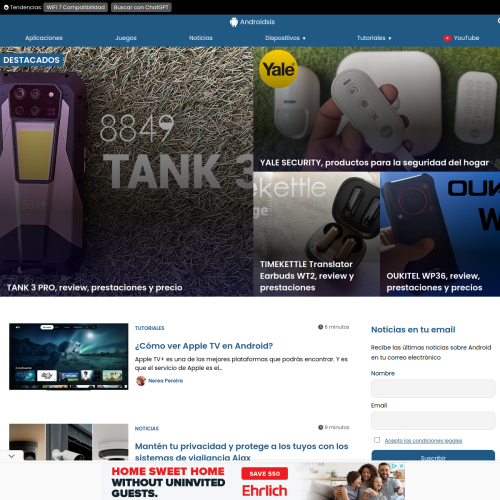 Tendencias: WiFi 7 Compatibilidad Buscar con ChatGPT
Androidsis
Aplicaciones Juegos Noticias Dispositivos Tutoriales YouTube
DESTACADOS
8849
TANK 3
8849
TANK 3 PRO, review, prestaciones y precio
Yale
YALE SECURITY, productos para la seguridad del hogar
ekettle
ge
TIMEKETTLE Translator
Earbuds WT2, review y
prestaciones
OUK
W
OUKITEL WP36, review,
prestaciones y precios
TUTORIALES 6 minutos
¿Cómo ver Apple TV en Android?
Apple TV+ es una de las mejores plataformas que podrás encontrar. Y es
que el servicio de Apple es el...
Nerea Pereira
NOTICIAS 8 minutos
Mantén tu privacidad y protege a los tuyos con los
sistemas de vigilancia Ajax
Noticias en tu email
Recibe las últimas noticias sobre Android
en tu correo electrónico
Nombre
Email
Acepto las condiciones legales
Suscribir
HOME SWEET HOME
WITHOUT UNINVITED
GUESTS.
SAVE $50
Ehrlich